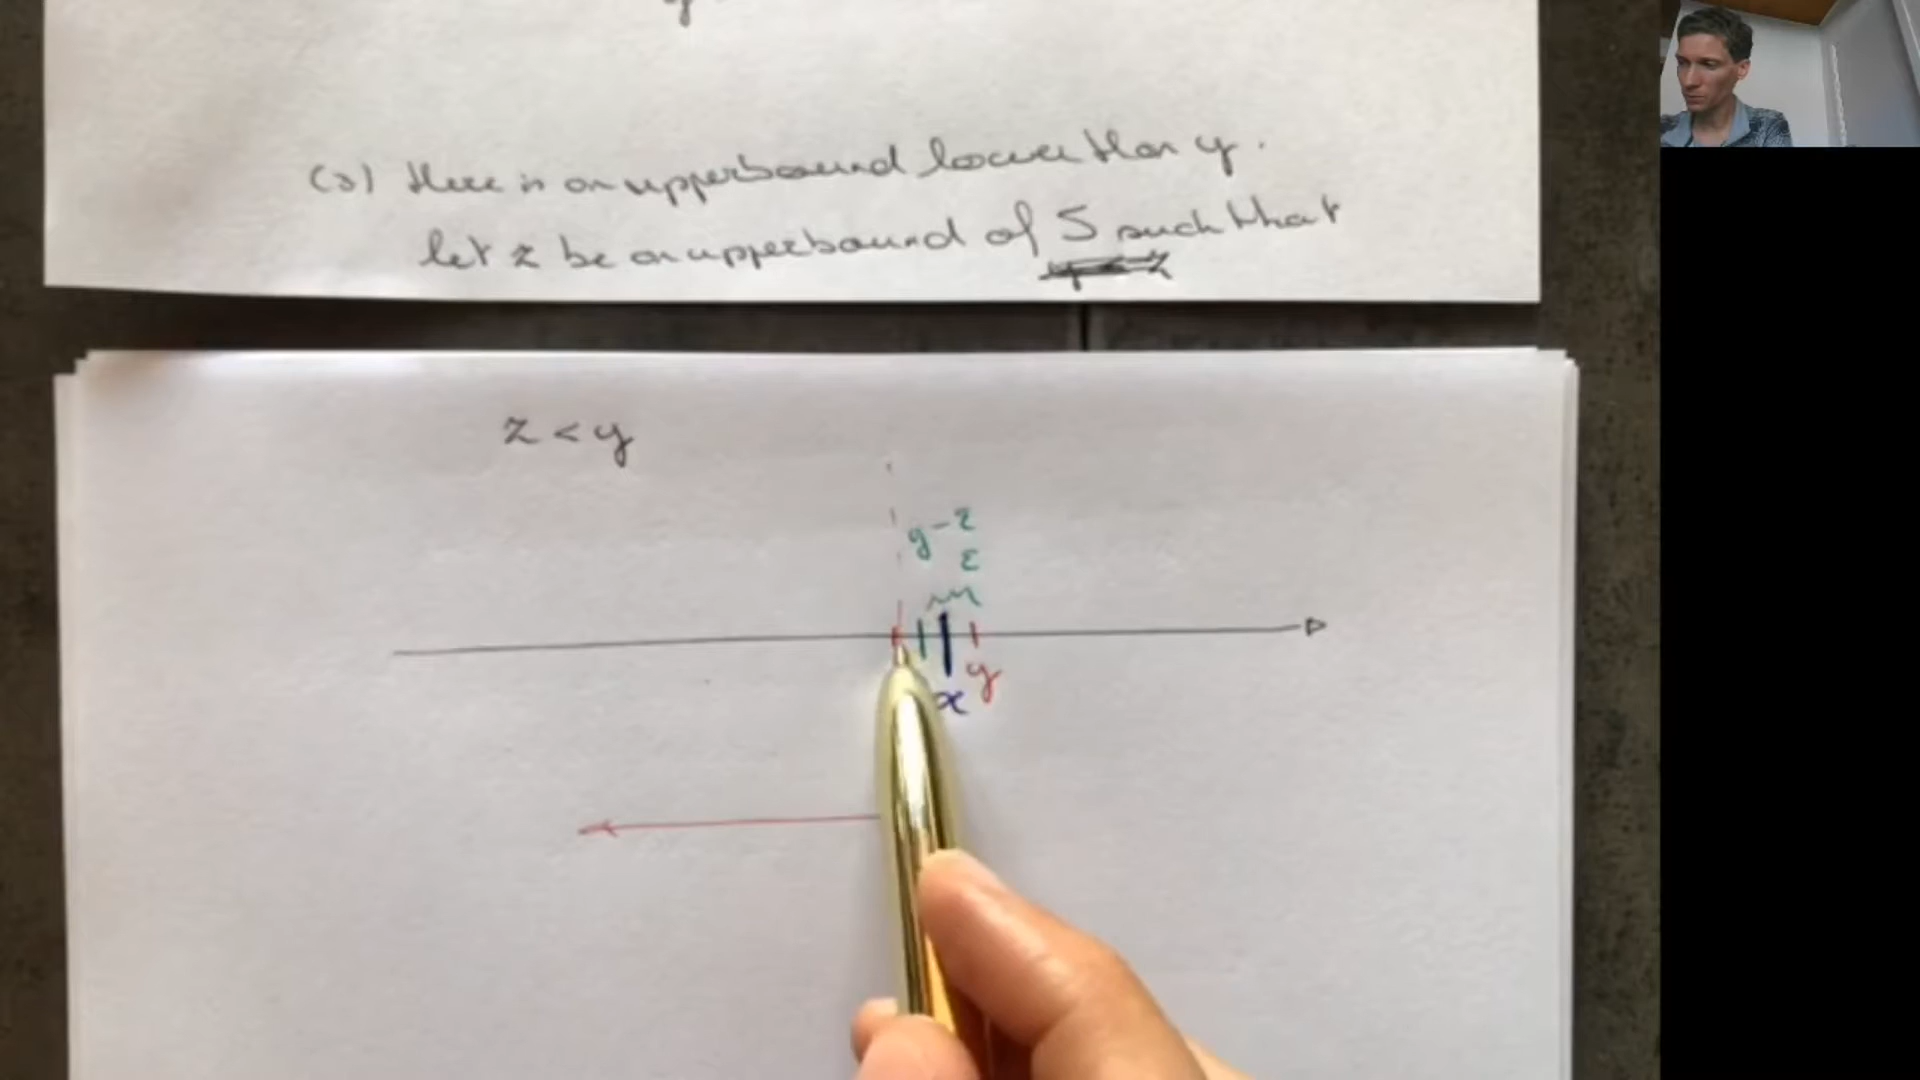 y
(3) there is an upperbound lower than y.
let z be an upperbound of S such that
z < y
y-ε
ε
x y